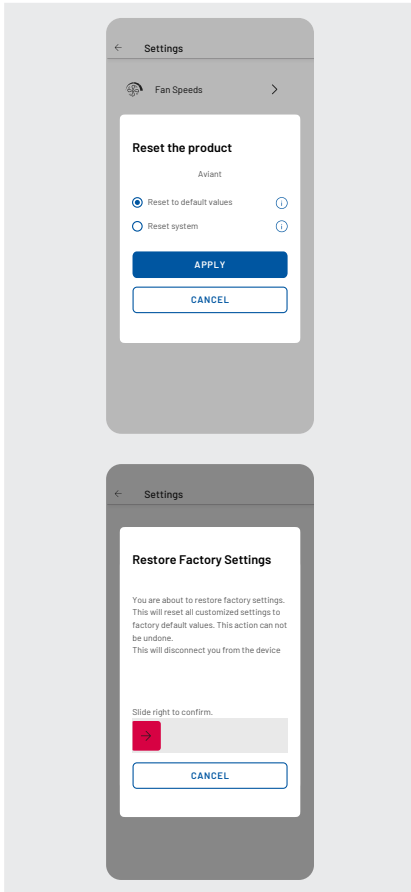 Settings
Fan Speeds
Reset the product
Aviant
Reset to default values
Reset system
APPLY
CANCEL
Settings
Restore Factory Settings
You are about to restore factory settings.
This will reset all customized settings to
factory default values. This action can not
be undone.
This will disconnect you from the device
Slide right to confirm.
CANCEL